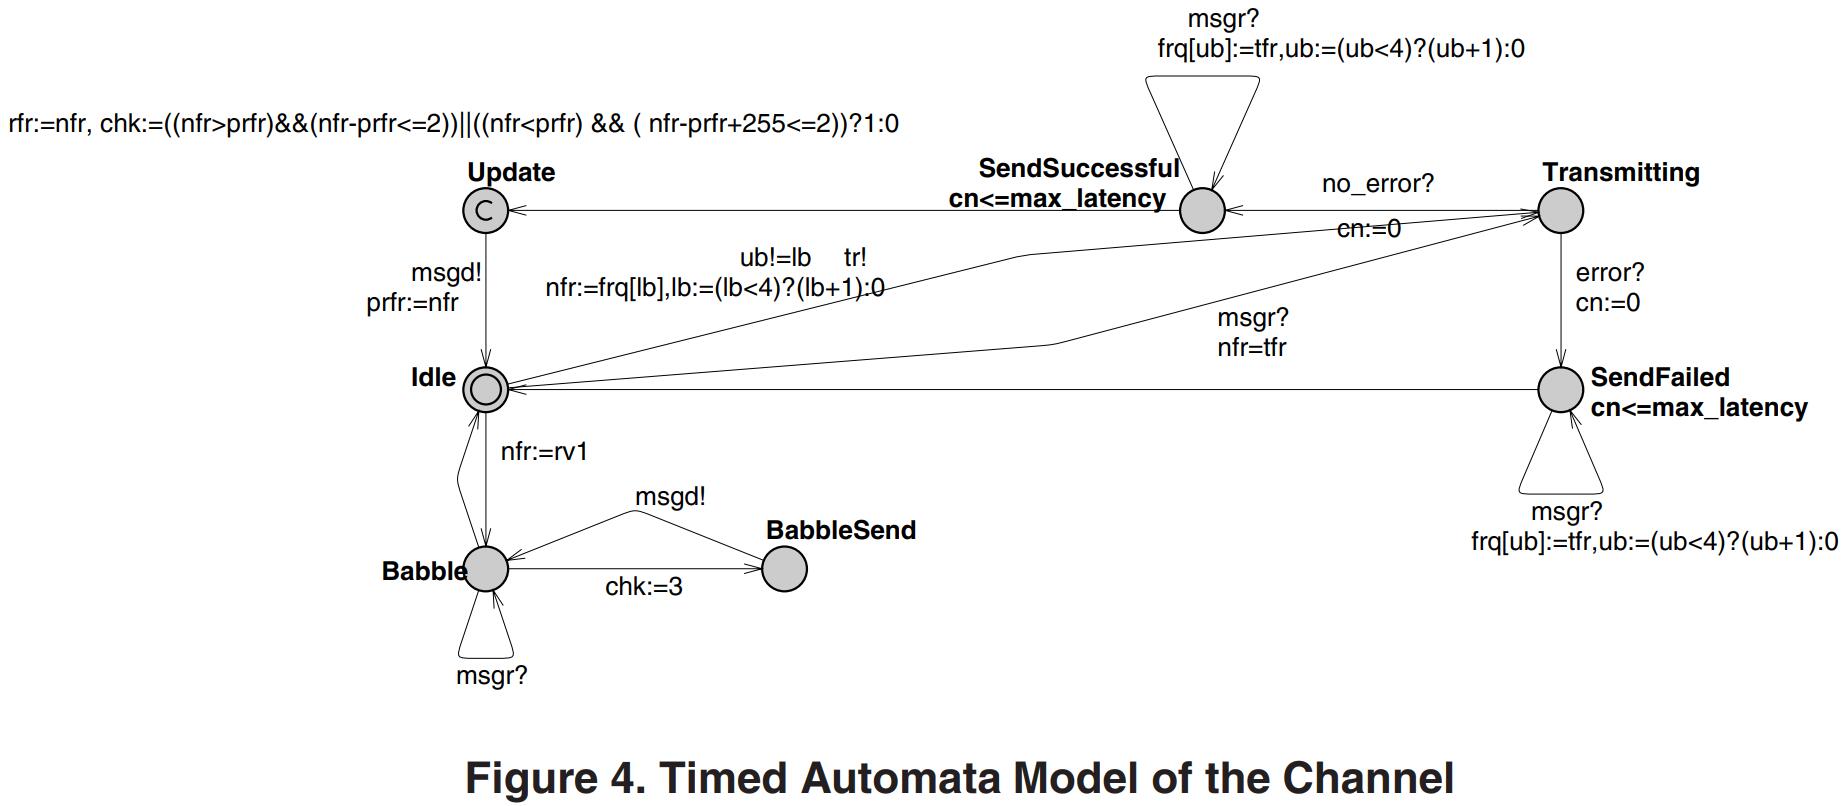 msgr?
frq[ub]:=tfr,ub:=(ub<4)?(ub+1):0
rfr:=nfr, chk:=((nfr>prfr)&&(nfr-prfr<=2))||((nfr<prfr) && ( nfr-prfr+255<=2))?1:0
Update
SendSuccessful
cn<=max_latency
Transmitting
no_error?
cn:=0
C
msgd!
prfr:=nfr
ub!=lb tr!
nfr:=frq[lb],lb:=(lb<4)?(lb+1):0
error?
cn:=0
msgr?
nfr=tfr
Idle
SendFailed
cn<=max_latency
nfr:=rv1
msgd!
BabbleSend
msgr?
frq[ub]:=tfr,ub:=(ub<4)?(ub+1):0
Babble
chk:=3
msgr?
Figure 4. Timed Automata Model of the Channel